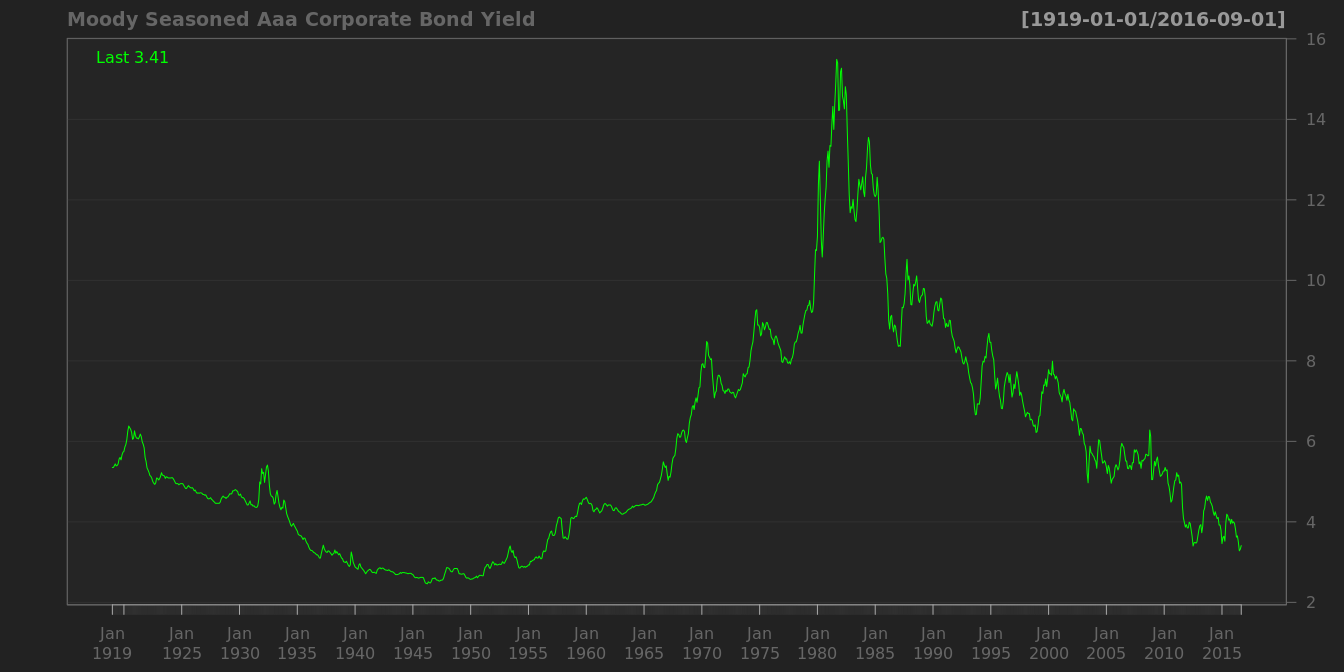 Moody Seasoned Aaa Corporate Bond Yield [1919-01-01/2016-09-01]
Last 3.41
16
14
12
10
8
6
4
2
Jan Jan Jan Jan Jan Jan Jan Jan Jan Jan Jan Jan Jan Jan Jan Jan Jan Jan Jan Jan
1919 1925 1930 1935 1940 1945 1950 1955 1960 1965 1970 1975 1980 1985 1990 1995 2000 2005 2010 2015